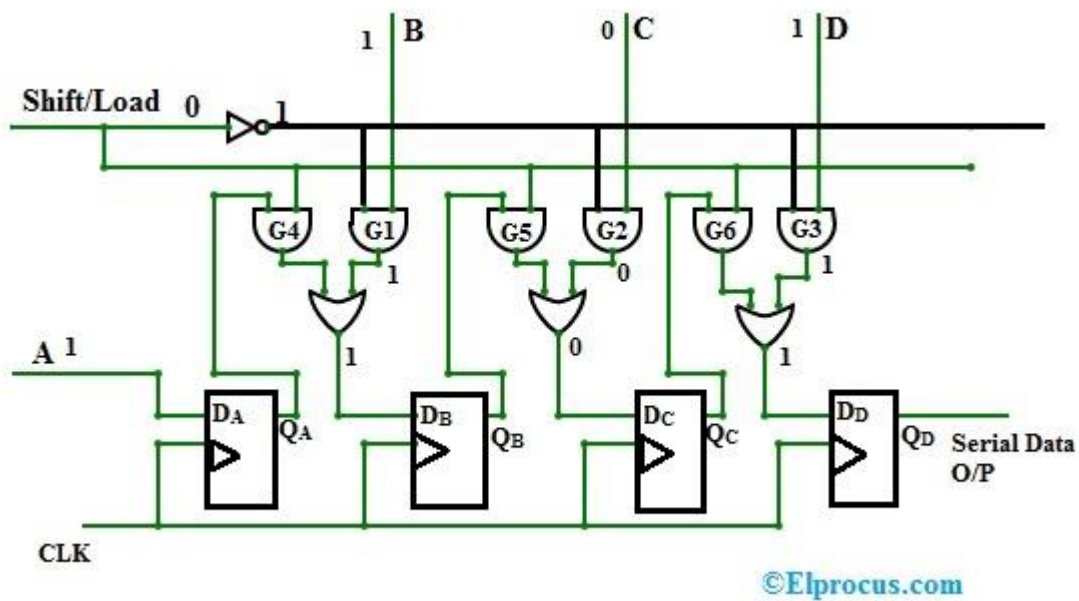 1 B 0 C 1 D
Shift/Load 0 1
G4 G1 G5 G2 G6 G3
1 0 1
1 0 1
A 1
DA QA DB QB DC QC DD QD Serial Data
O/P
CLK
©Elprocus.com